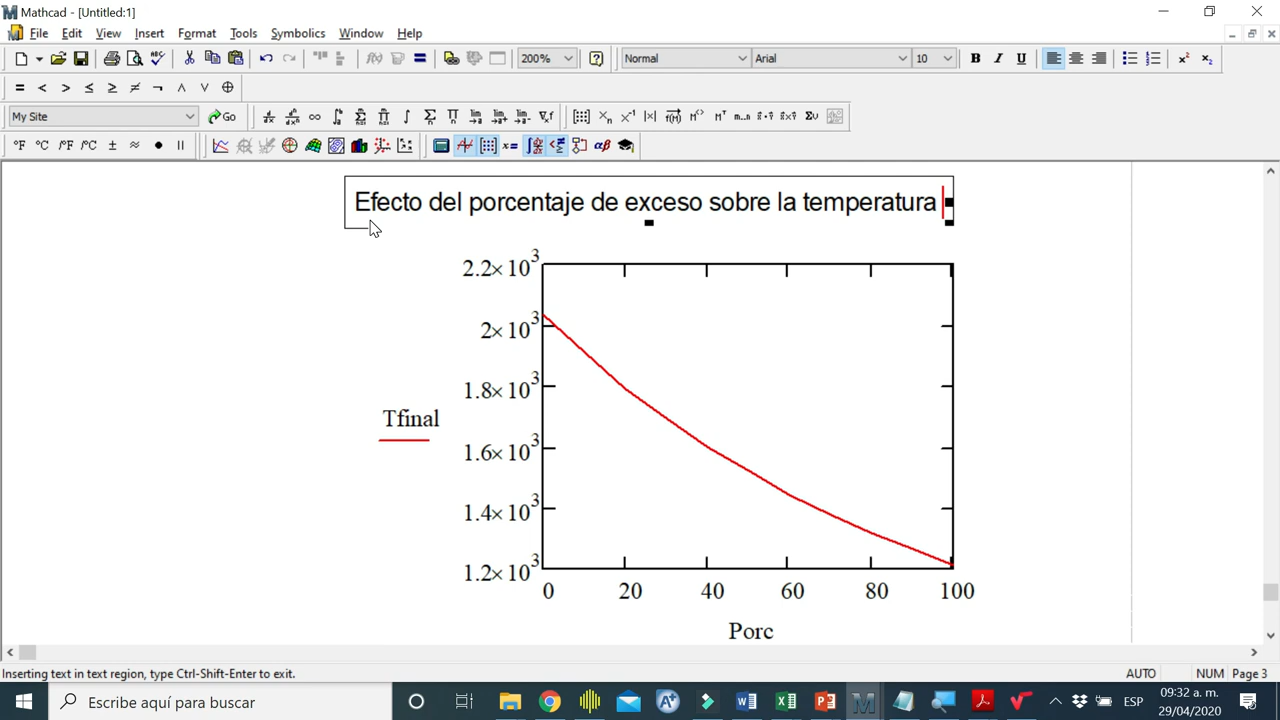 Mathcad - [Untitled:1]
File Edit View Insert Format Tools Symbolics Window Help
200% Normal Arial 10 B I U
My Site Go
Efecto del porcentaje de exceso sobre la temperatura
2.2× 10³
2× 10³
1.8× 10³
Tfinal
1.6× 10³
1.4× 10³
1.2× 10³
0 20 40 60 80 100
Porc
Inserting text in text region, type Ctrl-Shift-Enter to exit. AUTO NUM Page 3
Escribe aquí para buscar
ESP
09:32 a. m.
29/04/2020